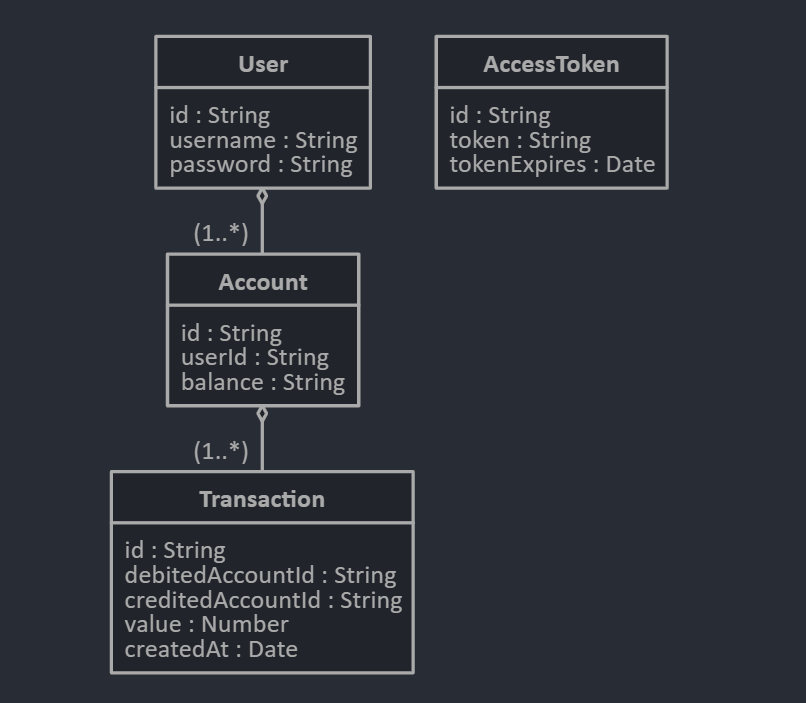 User
id : String
username : String
password : String
AccessToken
id : String
token : String
tokenExpires : Date
(1..*)
Account
id : String
userId : String
balance : String
(1..*)
Transaction
id : String
debitedAccountId : String
creditedAccountId : String
value : Number
createdAt : Date